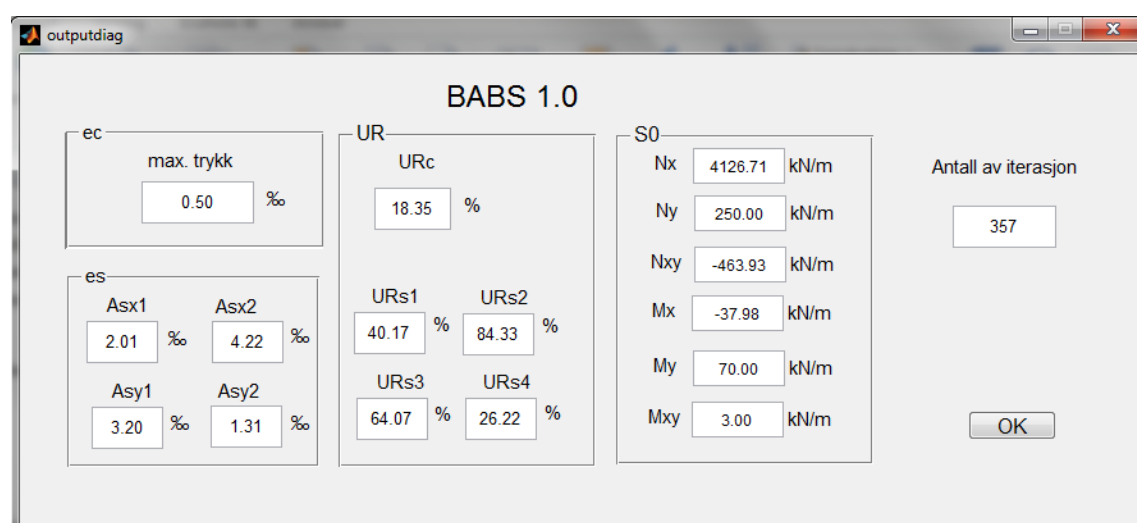 outputdiag
BABS 1.0
ec
max. trykk
0.50 ‰
es
Asx1 Asx2
2.01 ‰ 4.22 ‰
Asy1 Asy2
3.20 ‰ 1.31 ‰
UR
URc
18.35 %
URs1 URs2
40.17 % 84.33 %
URs3 URs4
64.07 % 26.22 %
S0
Nx 4126.71 kN/m
Ny 250.00 kN/m
Nxy -463.93 kN/m
Mx -37.98 kN/m
My 70.00 kN/m
Mxy 3.00 kN/m
Antall av iterasjon
357
OK